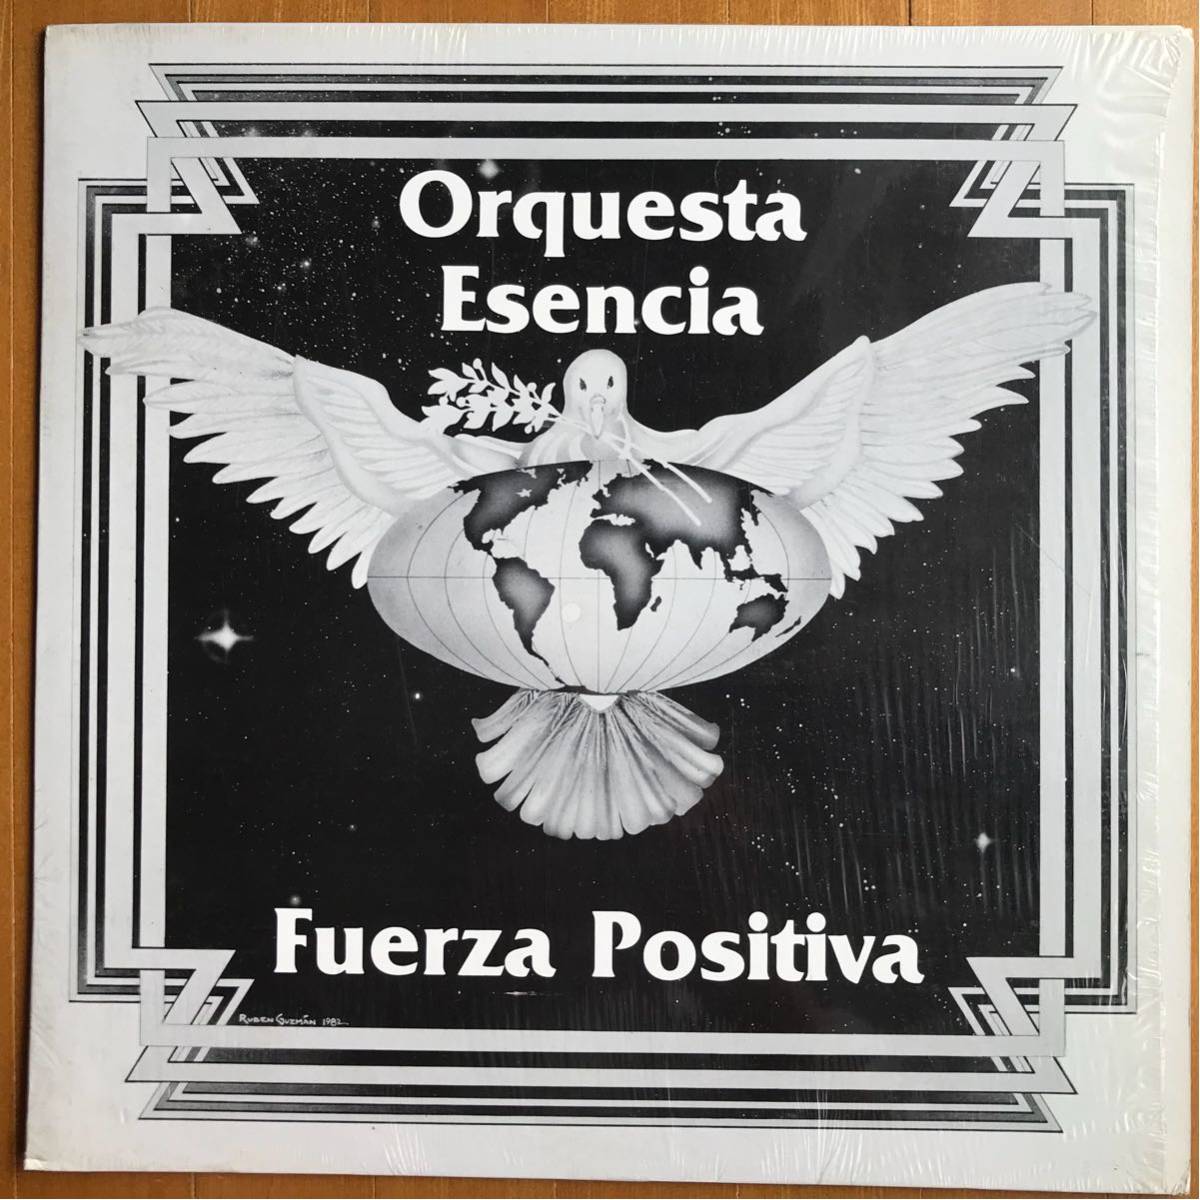 Orquesta
Esencia
Fuerza Positiva
RUBEN GUZMÁN 1982